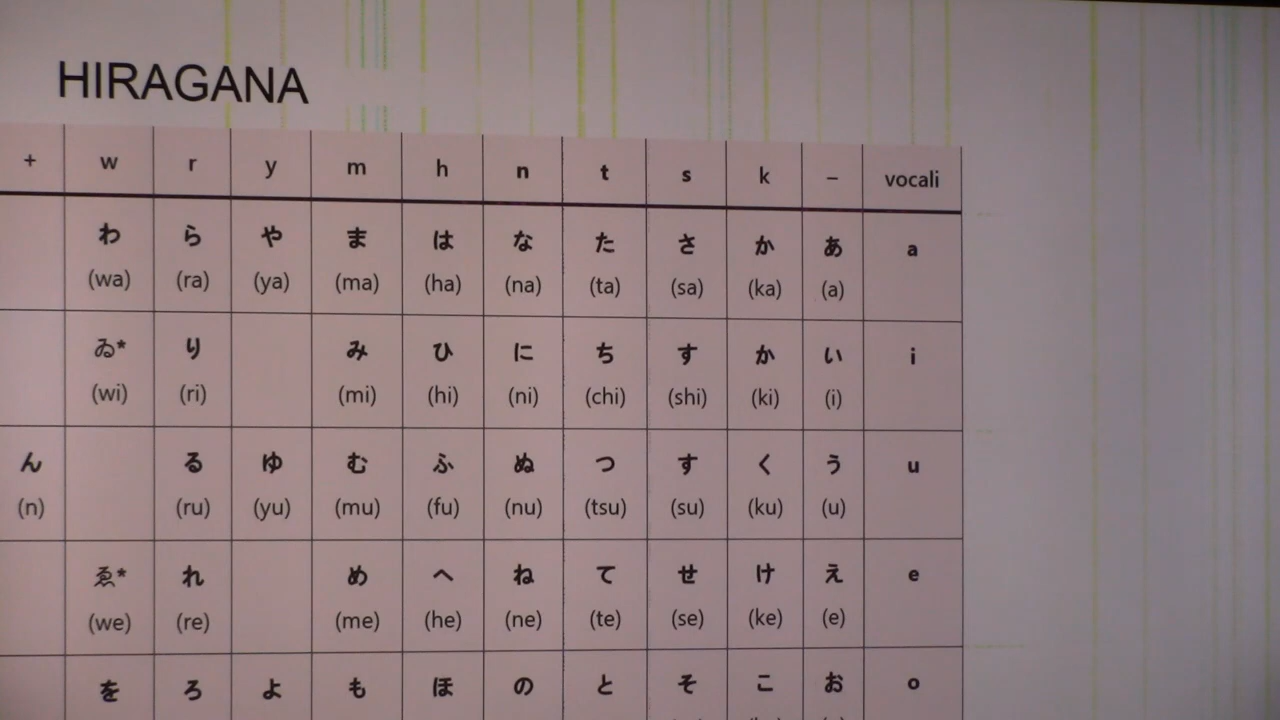 HIRAGANA
+ w r y m h n t s k – vocali
わ ら や ま は な た さ か あ a
(wa) (ra) (ya) (ma) (ha) (na) (ta) (sa) (ka) (a)
ゐ* り み ひ に ち す か い i
(wi) (ri) (mi) (hi) (ni) (chi) (shi) (ki) (i)
ん る ゆ む ふ ぬ つ す く う u
(n) (ru) (yu) (mu) (fu) (nu) (tsu) (su) (ku) (u)
ゑ* れ め へ ね て せ け え e
(we) (re) (me) (he) (ne) (te) (se) (ke) (e)
を ろ よ も ほ の と そ こ お o